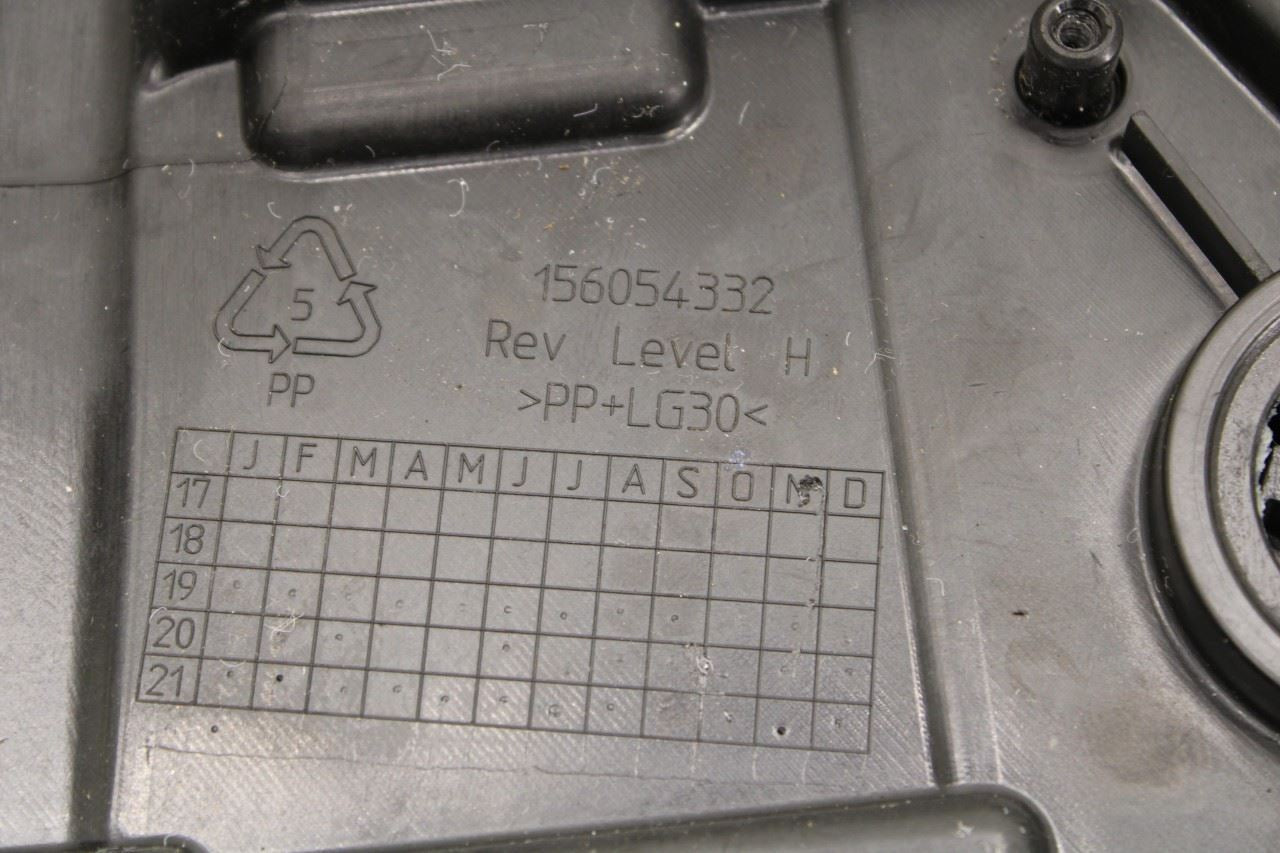 5
PP
156054332
Rev Level H
>PP+LG30<
J F M A M J J A S O N D
17
18
19
20
21